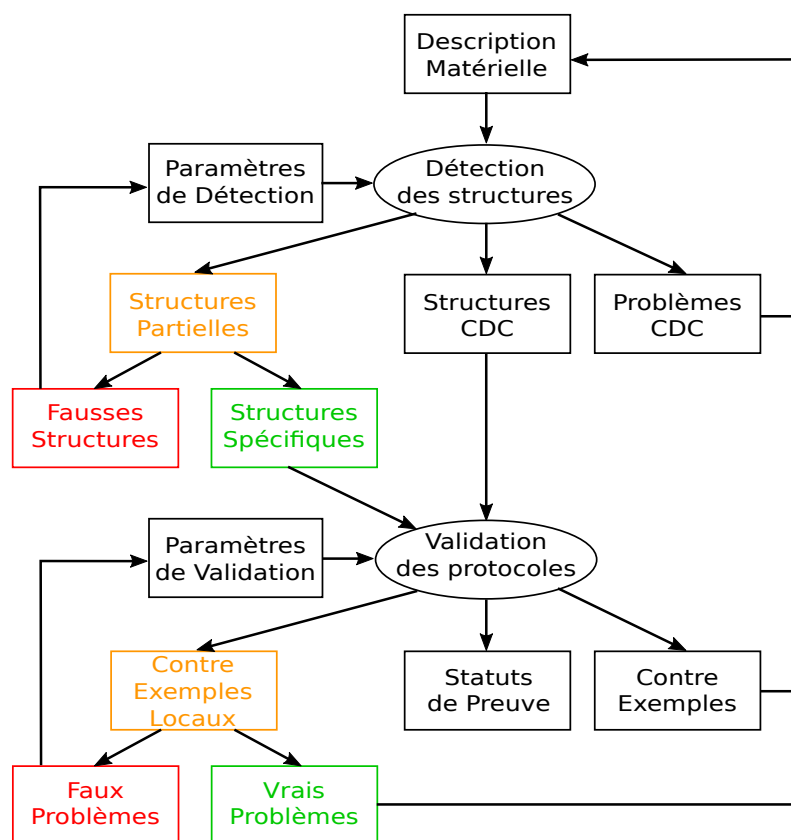 Description
Matérielle
Paramètres
de Détection
Détection
des structures
Structures
Partielles
Structures
CDC
Problèmes
CDC
Fausses
Structures
Structures
Spécifiques
Paramètres
de Validation
Validation
des protocoles
Contre
Exemples
Locaux
Statuts
de Preuve
Contre
Exemples
Faux
Problèmes
Vrais
Problèmes